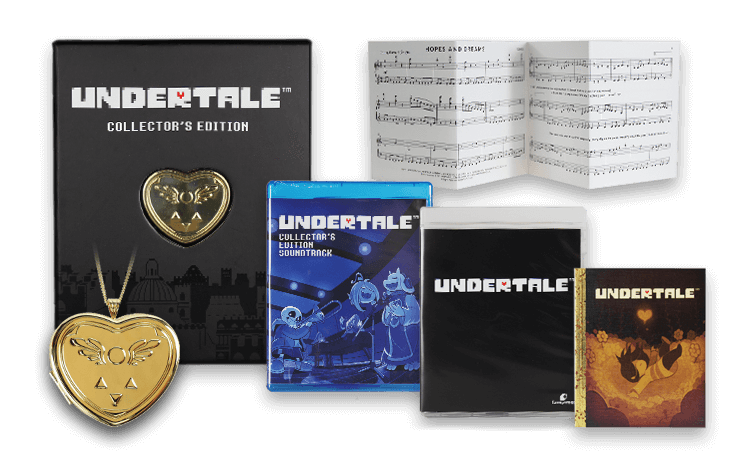 UNDERTALE™
COLLECTOR'S EDITION
HOPES AND DREAMS
UNDERTALE™
COLLECTOR'S
EDITION
SOUNDTRACK
UNDERTALE™
UNDERTALE™